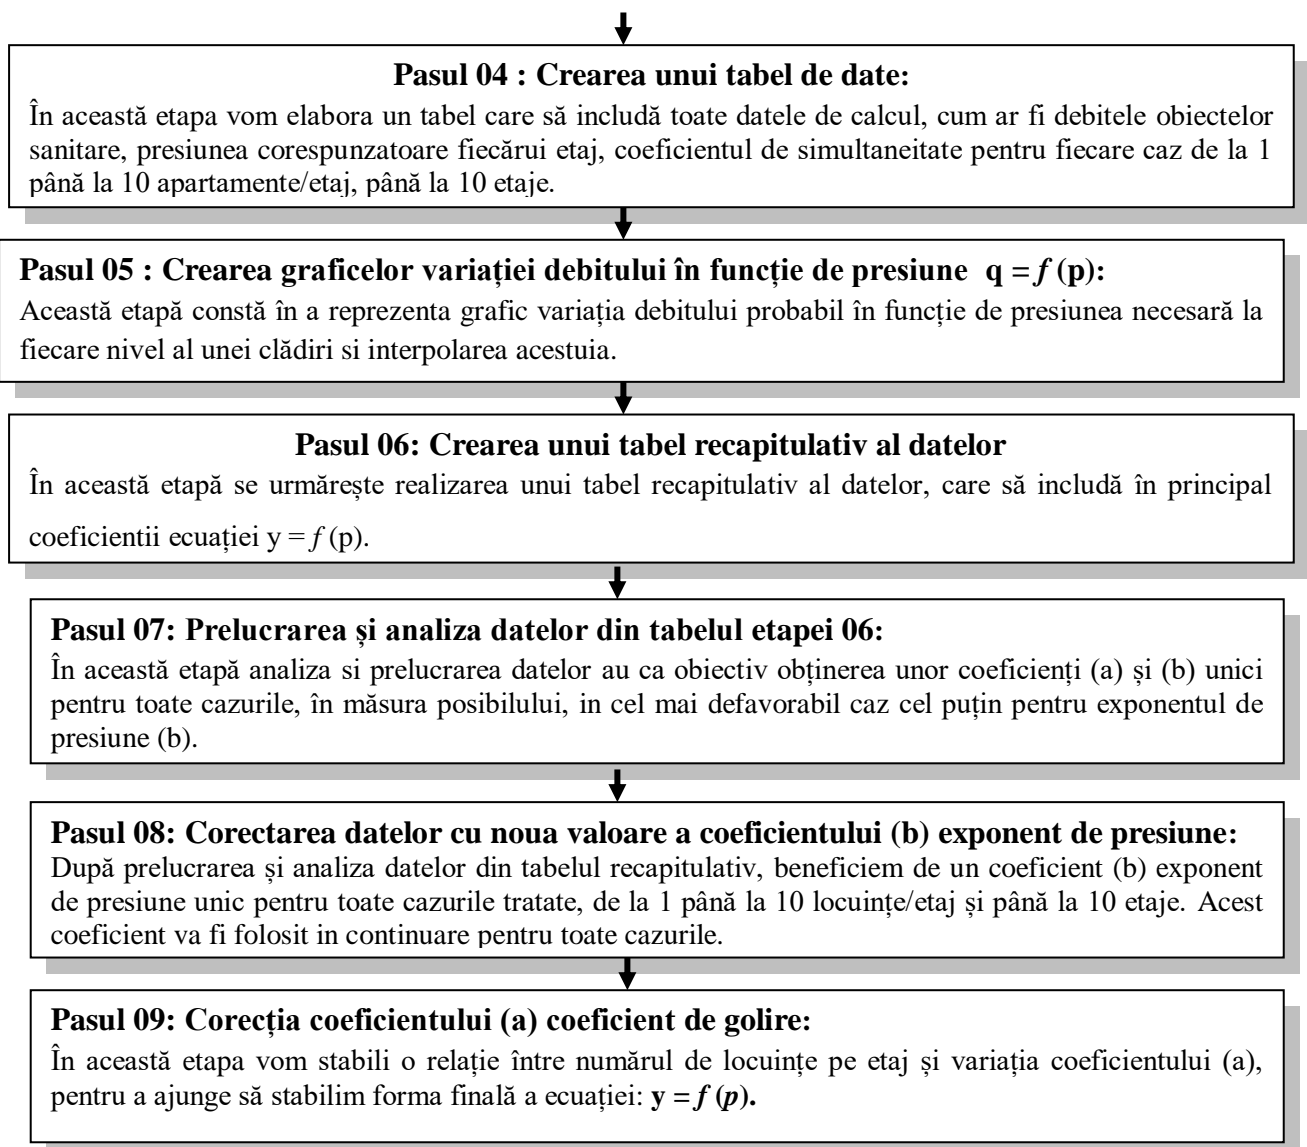 Pasul 04 : Crearea unui tabel de date:
În această etapa vom elabora un tabel care să includă toate datele de calcul, cum ar fi debitele obiectelor
sanitare, presiunea corespunzatoare fiecărui etaj, coeficientul de simultaneitate pentru fiecare caz de la 1
până la 10 apartamente/etaj, până la 10 etaje.
Pasul 05 : Crearea graficelor variației debitului în funcție de presiune q = f (p):
Această etapă constă în a reprezenta grafic variația debitului probabil în funcție de presiunea necesară la
fiecare nivel al unei clădiri si interpolarea acestuia.
Pasul 06: Crearea unui tabel recapitulativ al datelor
În această etapă se urmărește realizarea unui tabel recapitulativ al datelor, care să includă în principal
coeficientii ecuației y = f (p).
Pasul 07: Prelucrarea și analiza datelor din tabelul etapei 06:
În această etapă analiza si prelucrarea datelor au ca obiectiv obținerea unor coeficienți (a) și (b) unici
pentru toate cazurile, în măsura posibilului, in cel mai defavorabil caz cel puțin pentru exponentul de
presiune (b).
Pasul 08: Corectarea datelor cu noua valoare a coeficientului (b) exponent de presiune:
După prelucrarea și analiza datelor din tabelul recapitulativ, beneficiem de un coeficient (b) exponent
de presiune unic pentru toate cazurile tratate, de la 1 până la 10 locuințe/etaj și până la 10 etaje. Acest
coeficient va fi folosit in continuare pentru toate cazurile.
Pasul 09: Corecția coeficientului (a) coeficient de golire:
În această etapa vom stabili o relație între numărul de locuințe pe etaj și variația coeficientului (a),
pentru a ajunge să stabilim forma finală a ecuației: y = f (p).